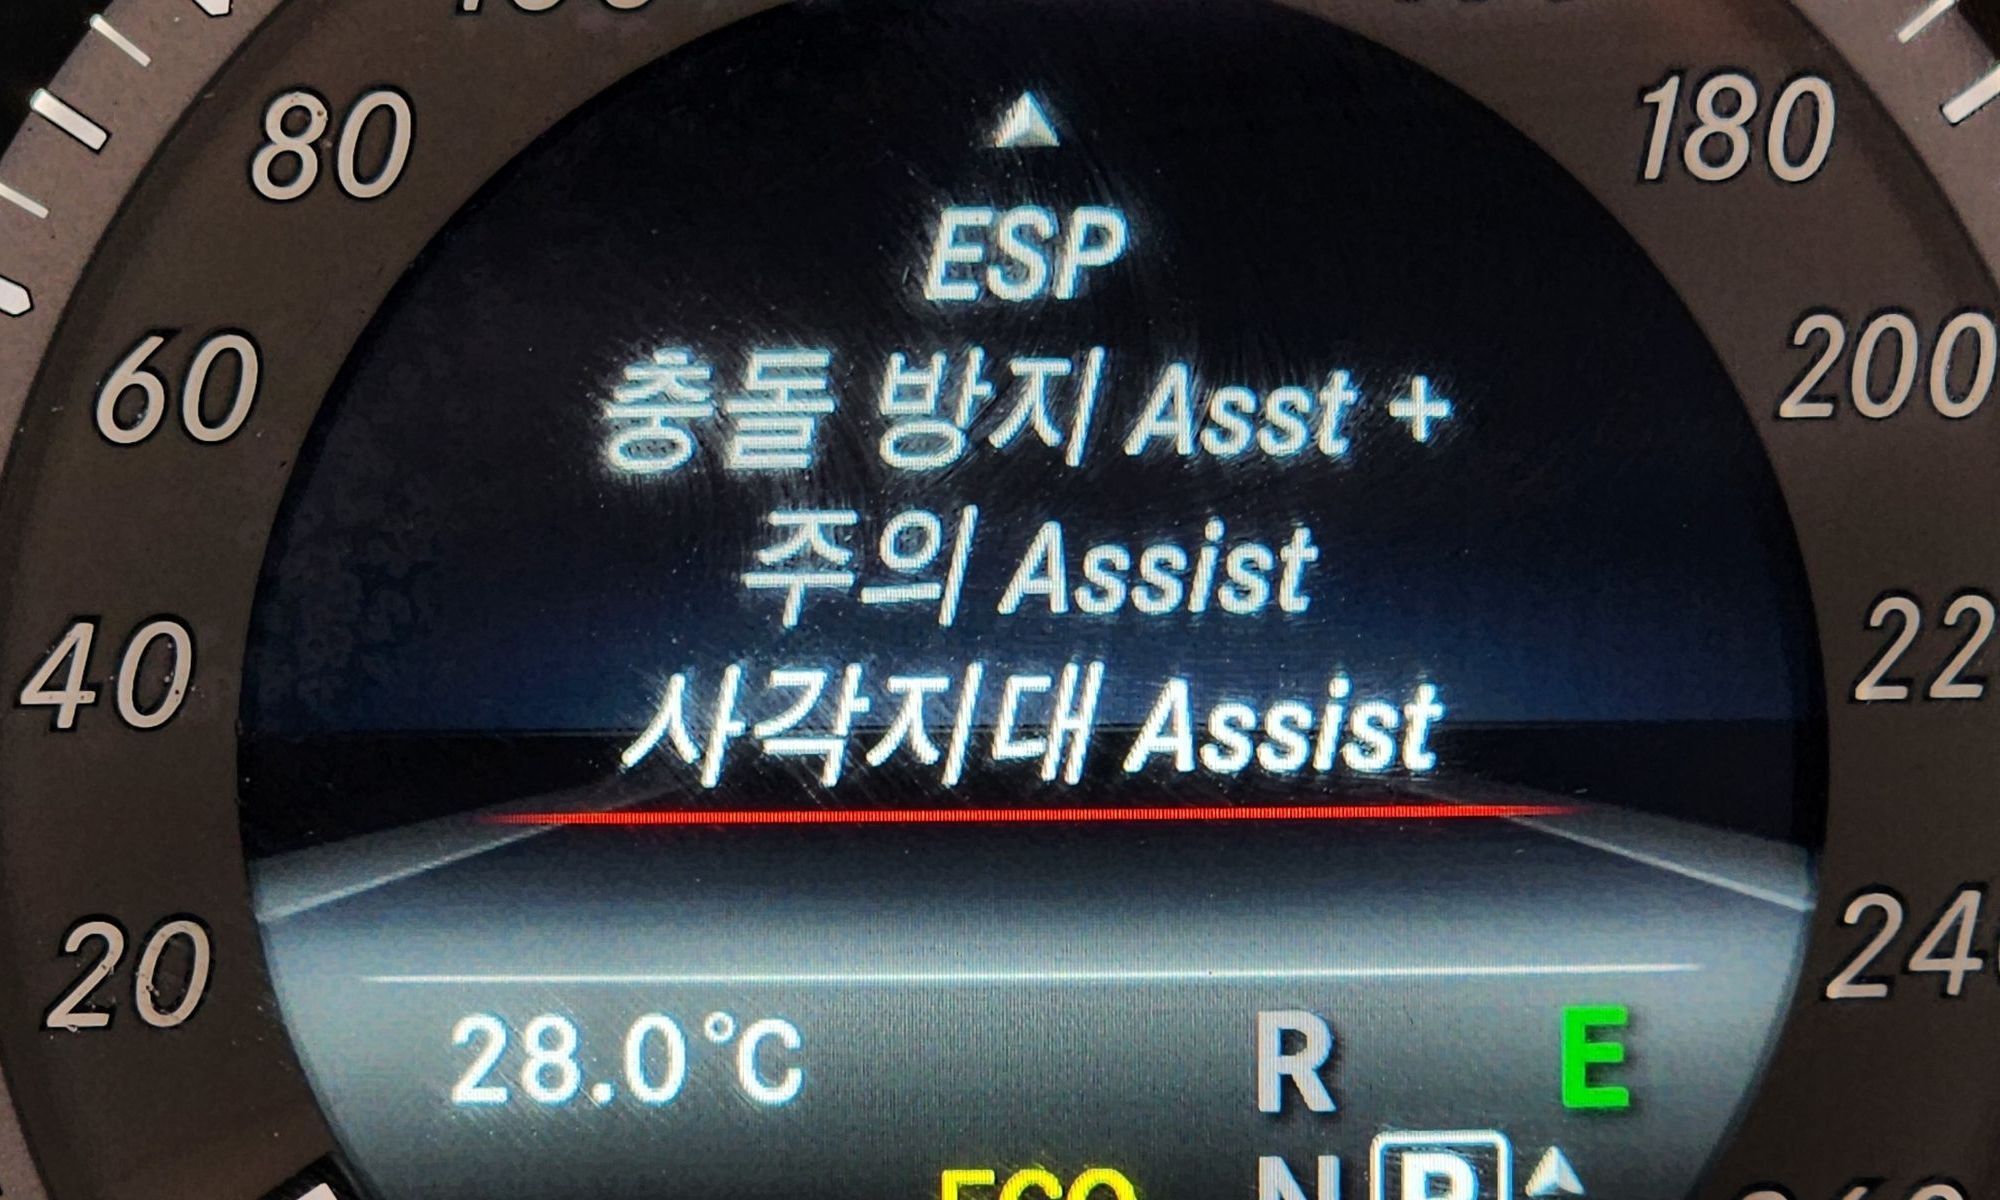 80
180
ESP
충돌 방지 Asst +
60
200
주의 Assist
40
사각지대 Assist
20
28.0°C
R
E
ECO
N